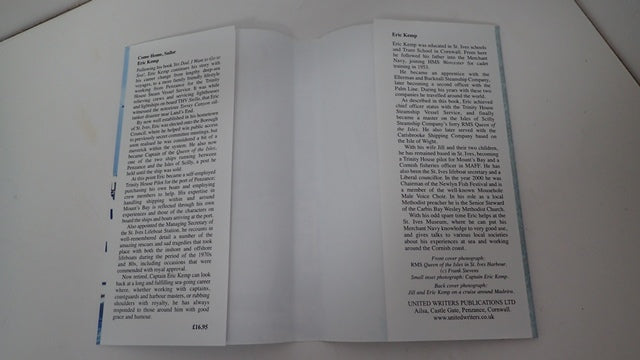 Come Home, Sailor
Eric Kemp
Following his book Yes Dad, I Want to Go to
Sea!, Eric Kemp continues his story with
his career change from lengthy deep-sea
voyages, to a more family friendly lifestyle
working from Penzance for the Trinity
House Steam Vessel Service. It was while
relieving crews and servicing lighthouses
and lightships on board THV Stella, that Eric
witnessed the notorious Torrey Canyon oil-
tanker disaster near Land's End.
By now well established in his hometown
of St. Ives, Eric was elected onto the Borough
Council, where he helped win public access
to previously secret committee meetings, but
soon realised he was considered a bit of a
maverick within the system. He also now
became Captain of the Queen of the Isles,
one of the two ships running between
Penzance and the Isles of Scilly, a post he
held until the ship was sold.
At this point Eric became a self-employed
Trinity House Pilot for the port of Penzance,
purchasing his own boats and employing
crew members to help. His expertise in
handling shipping within and around
Mount's Bay is reflected through his own
experiences and those of the characters on
board the ships and boats arriving at the port.
Also appointed the Managing Secretary of
the St. Ives Lifeboat Station, he recounts in
well-remembered detail a number of the
amazing rescues and sad tragedies that took
place with both the inshore and offshore
lifeboats during the period of the 1970s
and 80s, including occasions that were
commended with royal approval.
Now retired, Captain Eric Kemp can look
back at a long and fulfilling sea-going career
where, whether working with captains,
coastguards and harbour masters, or rubbing
shoulders with royalty, he has always
responded to those around him with good
grace and humour.
£16.95
Eric Kemp
Eric Kemp was educated in St. Ives schools
and Truro School in Cornwall. From here
he followed his father into the Merchant
Navy, joining HMS Worcester for cadet
training in 1953.
He became an apprentice with the
Ellerman and Bucknall Steamship Company,
later becoming a second officer with the
Palm Line. During his years with these two
companies he travelled around the world.
As described in this book, Eric achieved
chief officer status with the Trinity House
Steam Vessel Service, and finally
became a master on the Isles of Scilly
Steamship Company's ferry RMS Queen of
the Isles. He also later served with the
Carisbrooke Shipping Company based on
the Isle of Wight.
With his wife Jill and their two children,
he has remained based in St. Ives, becoming
a Trinity House pilot for Mount's Bay and a
Cornish fisheries officer in MAFF. He has
also been the St. Ives lifeboat secretary and a
Liberal councillor. In the year 2000 he was
Chairman of the Newlyn Fish Festival and is
a member of the well-known Mousehole
Male Voice Choir. In his role as a local
Methodist preacher he is the Senior Steward
of the Carbis Bay Wesley Methodist Church.
With his odd spare time Eric helps at the
St. Ives Museum, where he can put his
Merchant Navy knowledge to very good use,
and gives talks to various local societies
about his experiences at sea and working
around the Cornish coast.
Front cover photograph:
RMS Queen of the Isles in St. Ives Harbour.
(c) Frank Stevens
Small inset photograph: Captain Eric Kemp.
Back cover photograph:
Jill and Eric Kemp on a cruise around Madeira.
UNITED WRITERS PUBLICATIONS LTD
Ailsa, Castle Gate, Penzance, Cornwall.
www.unitedwriters.co.uk